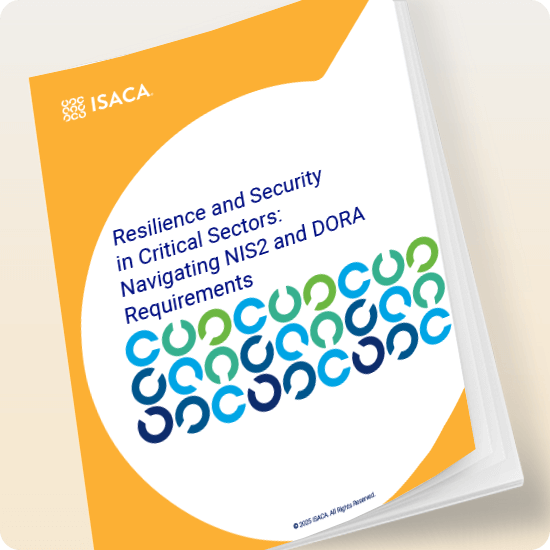 ISACA.
Resilience and Security
in Critical Sectors:
Navigating NIS2 and DORA
Requirements
© 2025 ISACA. All Rights Reserved.